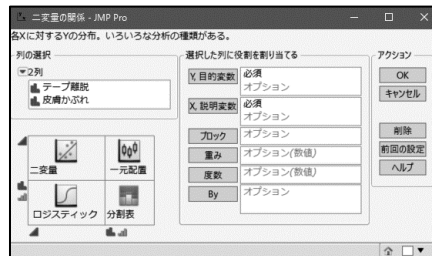 二変量の関係 - JMP Pro
各Xに対するYの分布。いろいろな分析の種類がある。
列の選択
2列
テープ離脱
皮膚かぶれ
二変量
一元配置
ロジスティック
分割表
選択した列に役割を割り当てる
Y, 目的変数
必須
オプション
X, 説明変数
必須
オプション
ブロック
オプション
重み
オプション(数値)
度数
オプション(数値)
By
オプション
アクション
OK
キャンセル
削除
前回の設定
ヘルプ